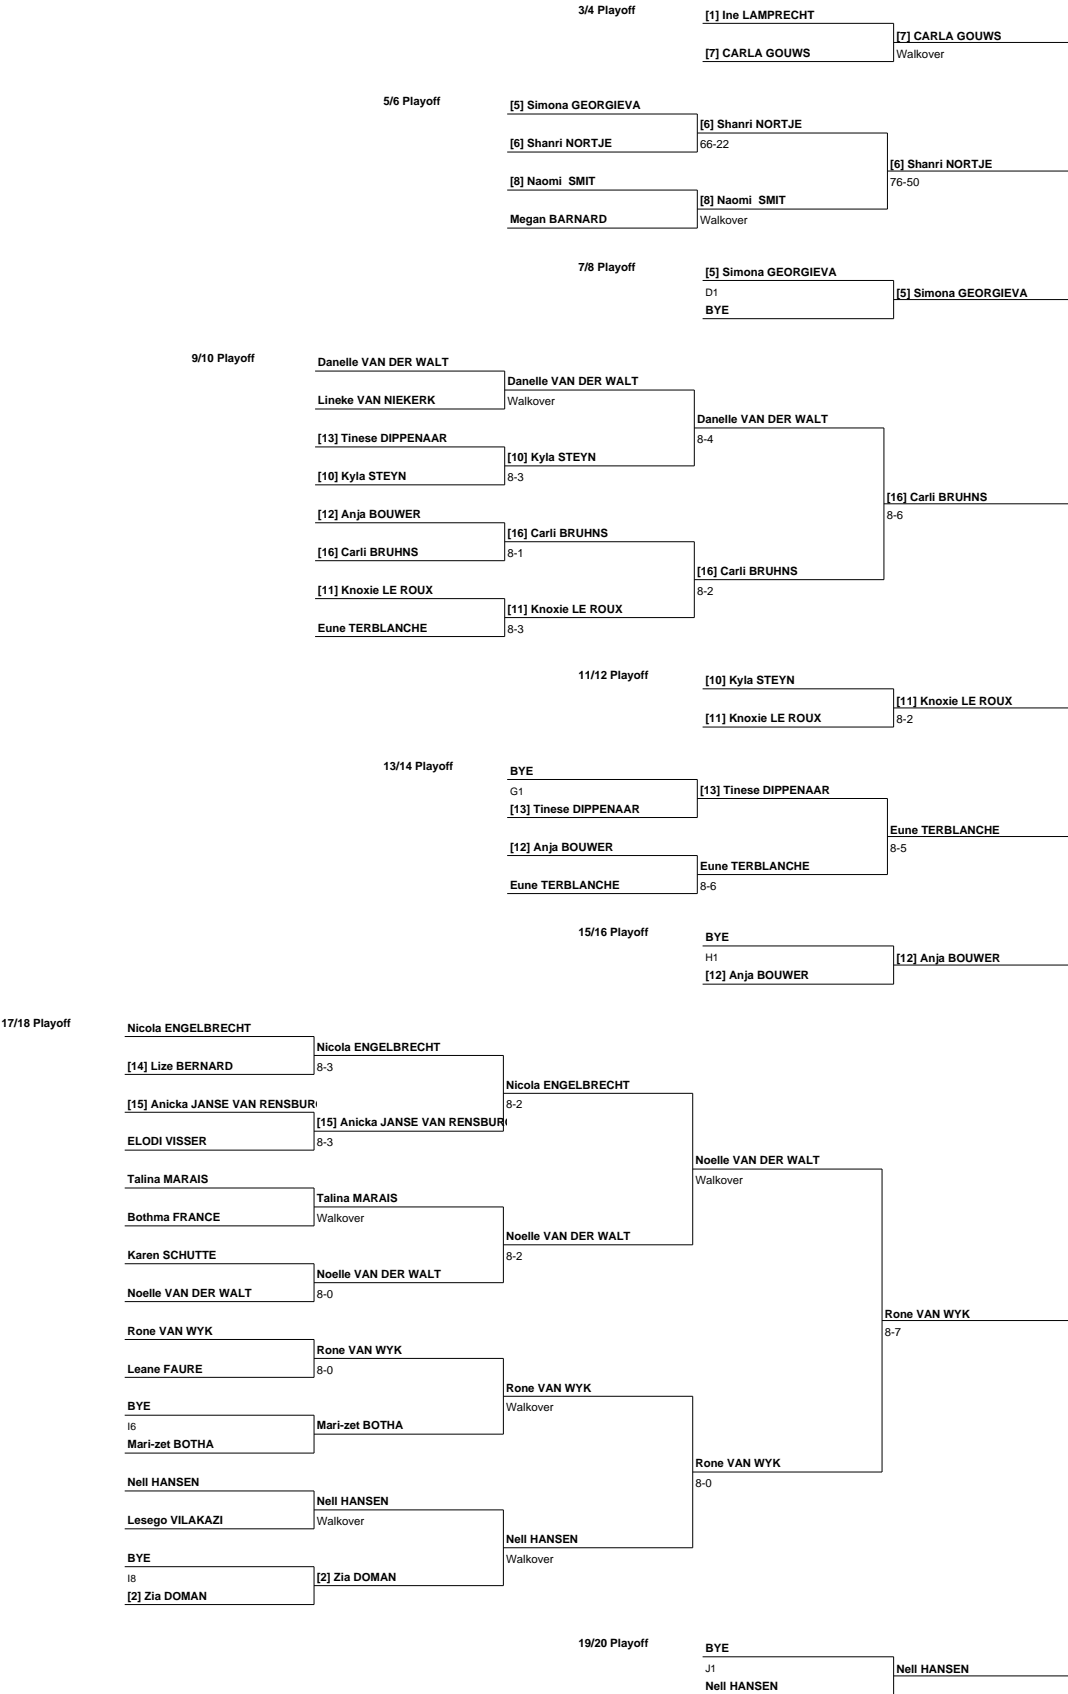 3/4 Playoff
[1] Ine LAMPRECHT
[7] CARLA GOUWS
[7] CARLA GOUWS
Walkover
5/6 Playoff
[5] Simona GEORGIEVA
[6] Shanri NORTJE
[6] Shanri NORTJE
66-22
[6] Shanri NORTJE
76-50
[8] Naomi SMIT
[8] Naomi SMIT
Megan BARNARD
Walkover
7/8 Playoff
[5] Simona GEORGIEVA
D1
[5] Simona GEORGIEVA
BYE
9/10 Playoff
Danelle VAN DER WALT
Danelle VAN DER WALT
Lineke VAN NIEKERK
Walkover
Danelle VAN DER WALT
8-4
[13] Tinese DIPPENAAR
[10] Kyla STEYN
[10] Kyla STEYN
8-3
[16] Carli BRUHNS
8-6
[12] Anja BOUWER
[16] Carli BRUHNS
[16] Carli BRUHNS
8-1
[16] Carli BRUHNS
8-2
[11] Knoxie LE ROUX
[11] Knoxie LE ROUX
Eune TERBLANCHE
8-3
11/12 Playoff
[10] Kyla STEYN
[11] Knoxie LE ROUX
[11] Knoxie LE ROUX
8-2
13/14 Playoff
BYE
G1
[13] Tinese DIPPENAAR
[13] Tinese DIPPENAAR
Eune TERBLANCHE
8-5
[12] Anja BOUWER
Eune TERBLANCHE
Eune TERBLANCHE
8-6
15/16 Playoff
BYE
H1
[12] Anja BOUWER
[12] Anja BOUWER
17/18 Playoff
Nicola ENGELBRECHT
Nicola ENGELBRECHT
[14] Lize BERNARD
8-3
Nicola ENGELBRECHT
8-2
[15] Anicka JANSE VAN RENSBUR
[15] Anicka JANSE VAN RENSBUR
ELODI VISSER
8-3
Noelle VAN DER WALT
Walkover
Talina MARAIS
Talina MARAIS
Bothma FRANCE
Walkover
Noelle VAN DER WALT
8-2
Karen SCHUTTE
Noelle VAN DER WALT
Noelle VAN DER WALT
8-0
Rone VAN WYK
8-7
Rone VAN WYK
Rone VAN WYK
Leane FAURE
8-0
Rone VAN WYK
Walkover
BYE
I6
Mari-zet BOTHA
Mari-zet BOTHA
Rone VAN WYK
8-0
Nell HANSEN
Nell HANSEN
Lesego VILAKAZI
Walkover
Nell HANSEN
Walkover
BYE
I8
[2] Zia DOMAN
[2] Zia DOMAN
19/20 Playoff
BYE
J1
Nell HANSEN
Nell HANSEN